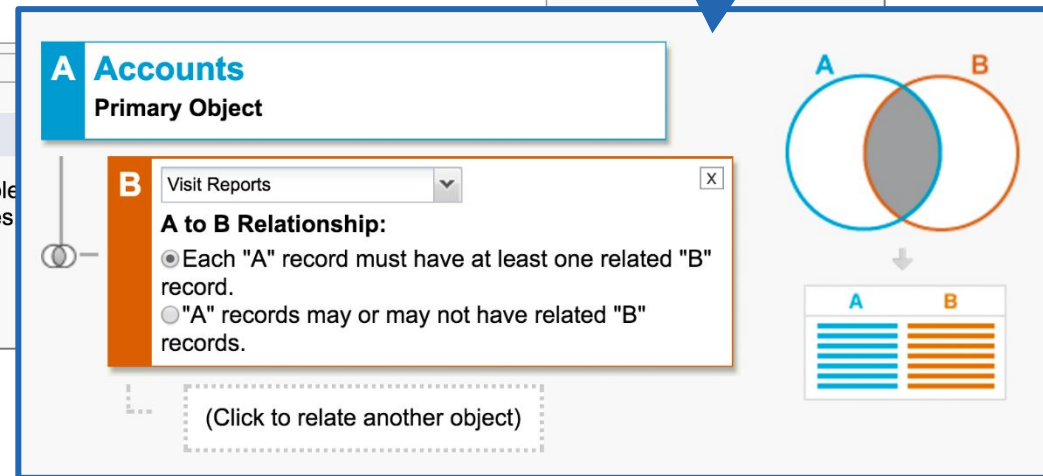 A Accounts
Primary Object
B Visit Reports X
A to B Relationship:
Each "A" record must have at least one related "B"
record.
"A" records may or may not have related "B"
records.
(Click to relate another object)
A B
A B